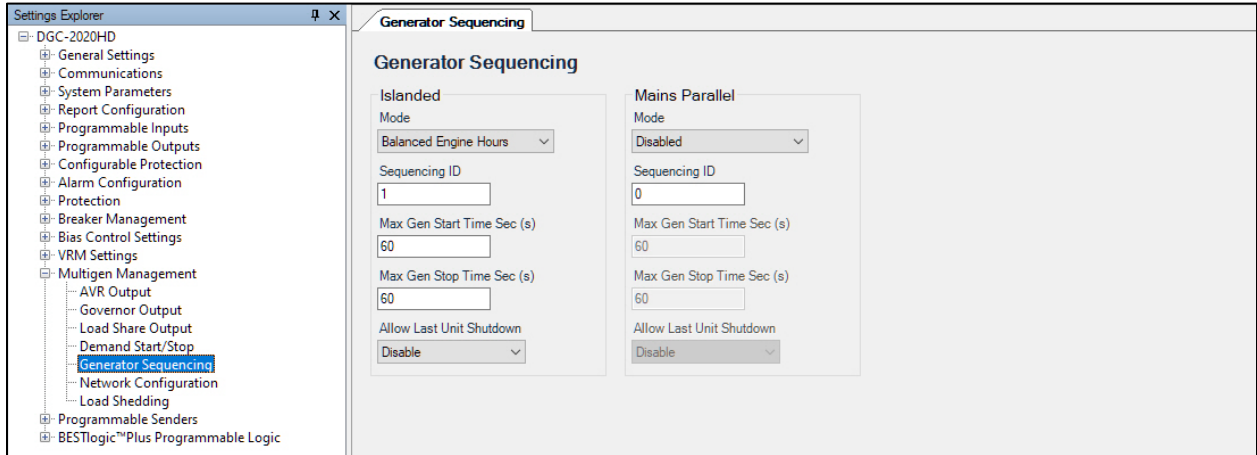 Settings Explorer
DGC-2020HD
General Settings
Communications
System Parameters
Report Configuration
Programmable Inputs
Programmable Outputs
Configurable Protection
Alarm Configuration
Protection
Breaker Management
Bias Control Settings
VRM Settings
Multigen Management
AVR Output
Governor Output
Load Share Output
Demand Start/Stop
Generator Sequencing
Network Configuration
Load Shedding
Programmable Senders
BESTlogic™Plus Programmable Logic
Generator Sequencing
Generator Sequencing
Islanded
Mode
Balanced Engine Hours
Sequencing ID
1
Max Gen Start Time Sec (s)
60
Max Gen Stop Time Sec (s)
60
Allow Last Unit Shutdown
Disable
Mains Parallel
Mode
Disabled
Sequencing ID
0
Max Gen Start Time Sec (s)
60
Max Gen Stop Time Sec (s)
60
Allow Last Unit Shutdown
Disable